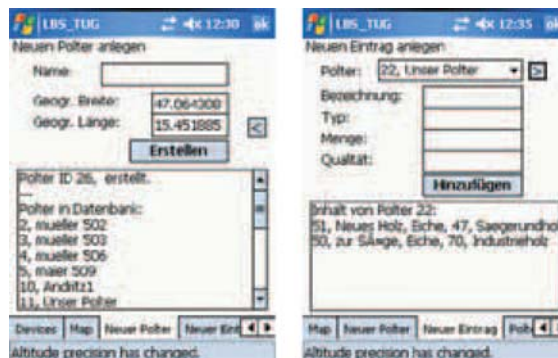 LBS_TUG 12:30 ok
Neuen Polter anlegen
Name:
Geogr. Breite: 47.064308
Geogr. Länge: 15.451885
<
Erstellen
Polter ID 26, erstellt.
---
Polter in Datenbank:
2, mueller 502
3, mueller 503
4, mueller 506
5, maier 509
10, Andritz1
11, Unser Polter
Devices Map Neuer Polter Neuer Eint
Altitude precision has changed.
LBS_TUG 12:35 ok
Neuen Eintrag anlegen
Polter: 22, Unser Polter >
Bezeichnung:
Typ:
Menge:
Qualität:
Hinzufügen
Inhalt von Polter 22:
51, Neues Holz, Eiche, 47, Saegerundhol
50, zur SÄege, Eiche, 70, Industrieholz
Map Neuer Polter Neuer Eintrag Polt
Altitude precision has changed.